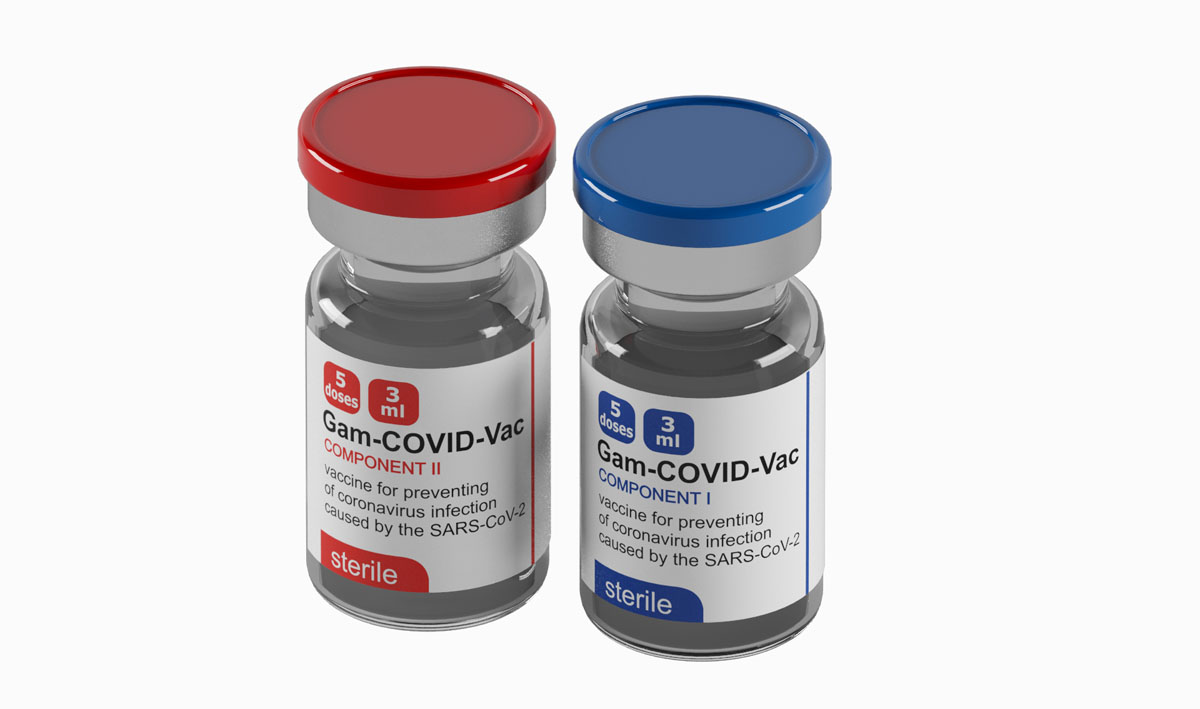 5 doses
3 ml
Gam-COVID-Vac
COMPONENT II
vaccine for preventing
of coronavirus infection
caused by the SARS-CoV-2
sterile
5 doses
3 ml
Gam-COVID-Vac
COMPONENT I
vaccine for preventing
of coronavirus infection
caused by the SARS-CoV-2
sterile